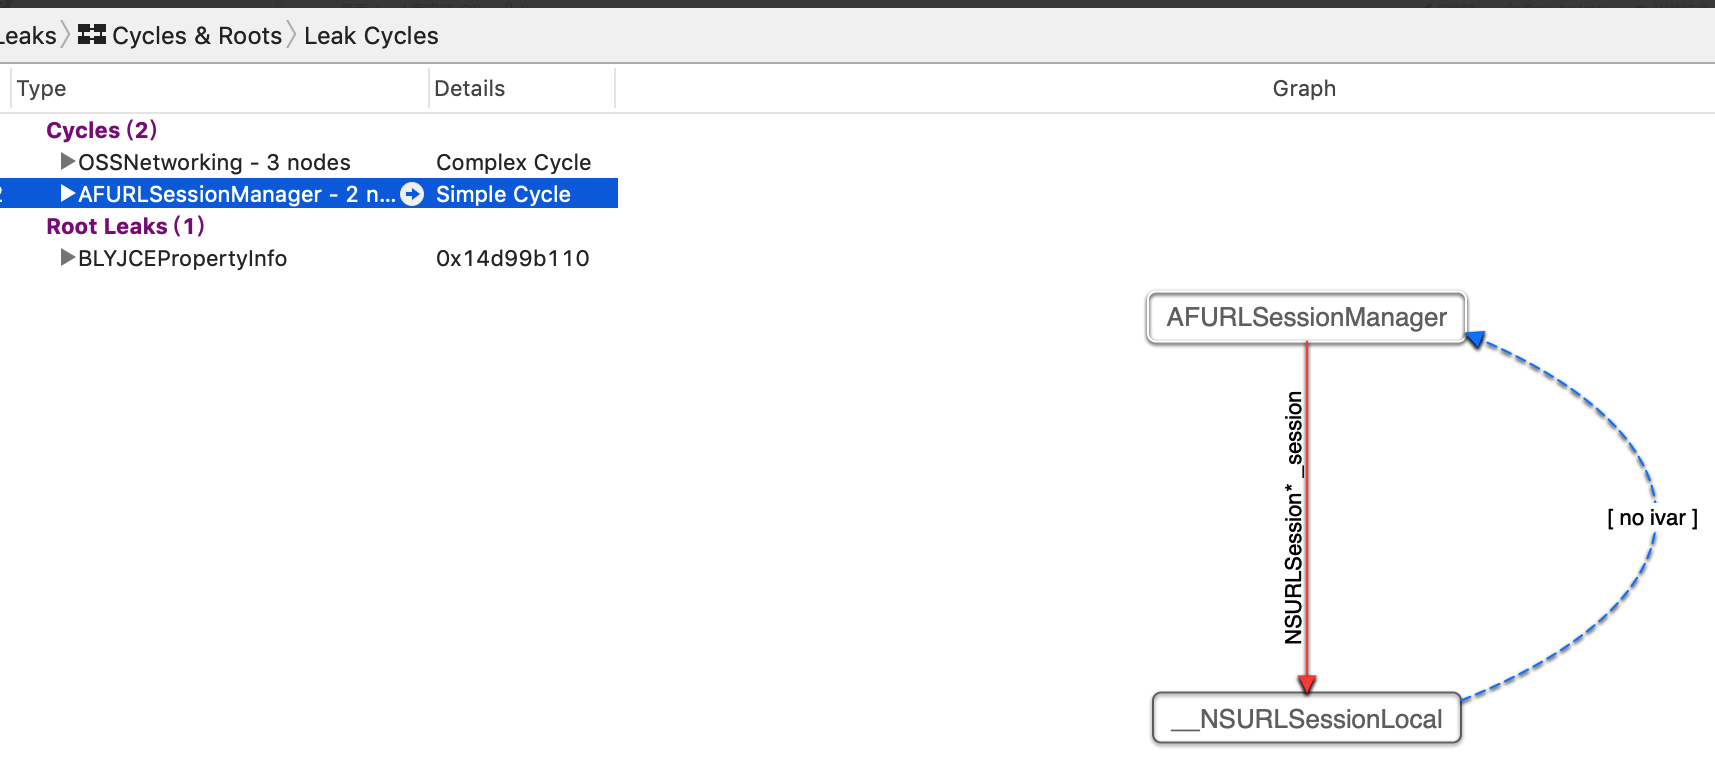 Leaks Cycles & Roots Leak Cycles
Type Details Graph
Cycles (2)
OSSNetworking - 3 nodes Complex Cycle
2 AFURLSessionManager - 2 n... Simple Cycle
Root Leaks (1)
BLYJCEPropertyInfo 0x14d99b110
AFURLSessionManager
NSURLSession* _session
[ no ivar ]
__NSURLSessionLocal